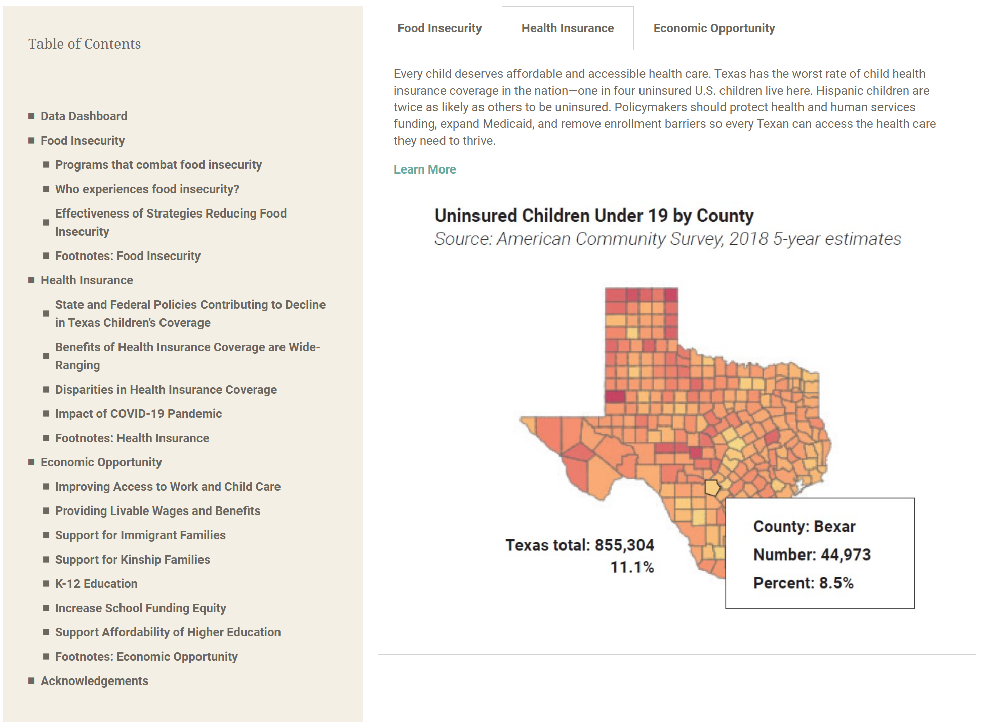 Table of Contents
Data Dashboard
Food Insecurity
Programs that combat food insecurity
Who experiences food insecurity?
Effectiveness of Strategies Reducing Food
Insecurity
Footnotes: Food Insecurity
Health Insurance
State and Federal Policies Contributing to Decline
in Texas Children’s Coverage
Benefits of Health Insurance Coverage are Wide-
Ranging
Disparities in Health Insurance Coverage
Impact of COVID-19 Pandemic
Footnotes: Health Insurance
Economic Opportunity
Improving Access to Work and Child Care
Providing Livable Wages and Benefits
Support for Immigrant Families
Support for Kinship Families
K-12 Education
Increase School Funding Equity
Support Affordability of Higher Education
Footnotes: Economic Opportunity
Acknowledgements
Food Insecurity
Health Insurance
Economic Opportunity
Every child deserves affordable and accessible health care. Texas has the worst rate of child health
insurance coverage in the nation—one in four uninsured U.S. children live here. Hispanic children are
twice as likely as others to be uninsured. Policymakers should protect health and human services
funding, expand Medicaid, and remove enrollment barriers so every Texan can access the health care
they need to thrive.
Learn More
Uninsured Children Under 19 by County
Source: American Community Survey, 2018 5-year estimates
Texas total: 855,304
11.1%
County: Bexar
Number: 44,973
Percent: 8.5%